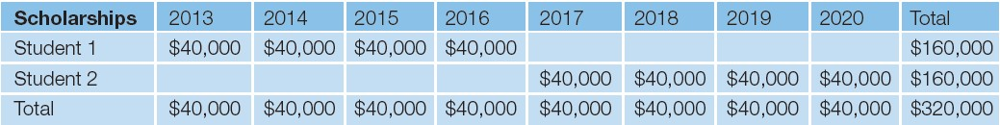 Scholarships 2013 2014 2015 2016 2017 2018 2019 2020 Total
Student 1 $40,000 $40,000 $40,000 $40,000 $160,000
Student 2 $40,000 $40,000 $40,000 $40,000 $160,000
Total $40,000 $40,000 $40,000 $40,000 $40,000 $40,000 $40,000 $40,000 $320,000